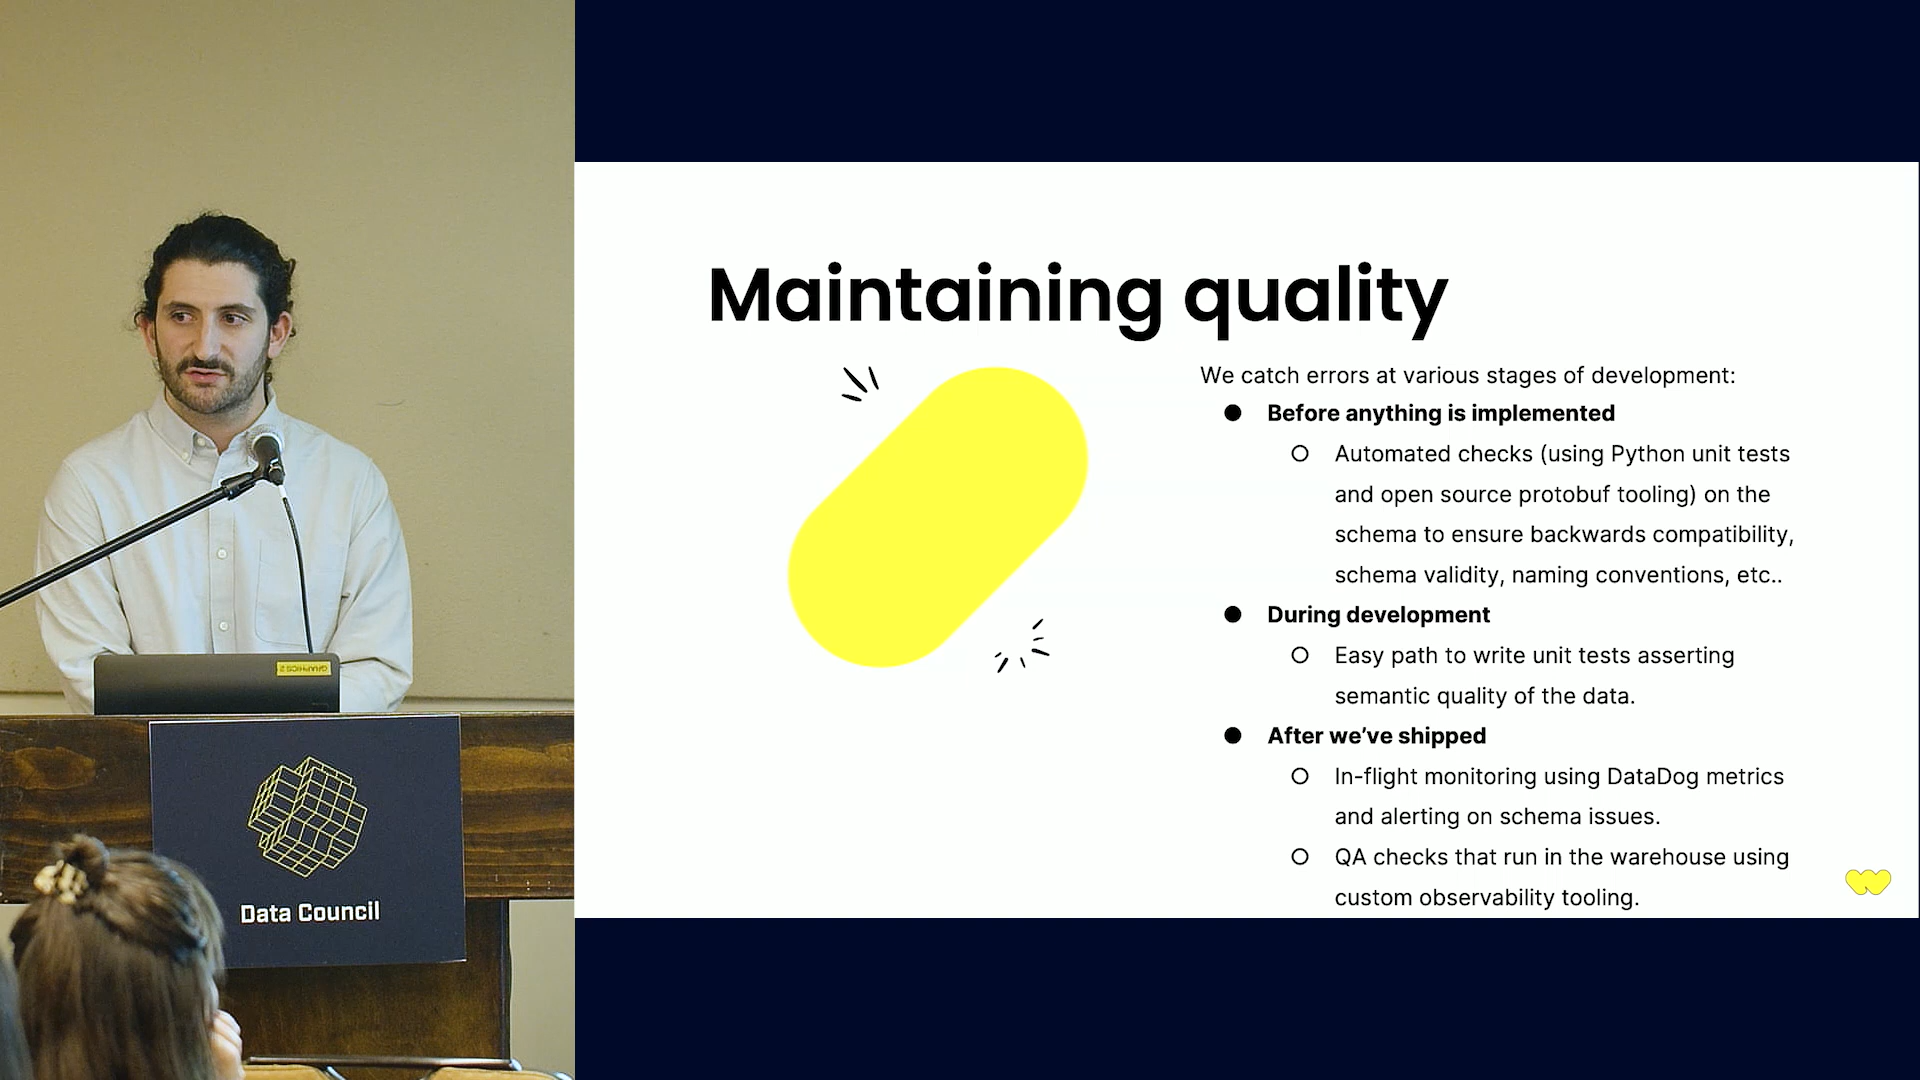 Maintaining quality
We catch errors at various stages of development:
● Before anything is implemented
○ Automated checks (using Python unit tests
and open source protobuf tooling) on the
schema to ensure backwards compatibility,
schema validity, naming conventions, etc..
● During development
○ Easy path to write unit tests asserting
semantic quality of the data.
● After we’ve shipped
○ In-flight monitoring using DataDog metrics
and alerting on schema issues.
○ QA checks that run in the warehouse using
custom observability tooling.
GRAPHICS 2
Data Council